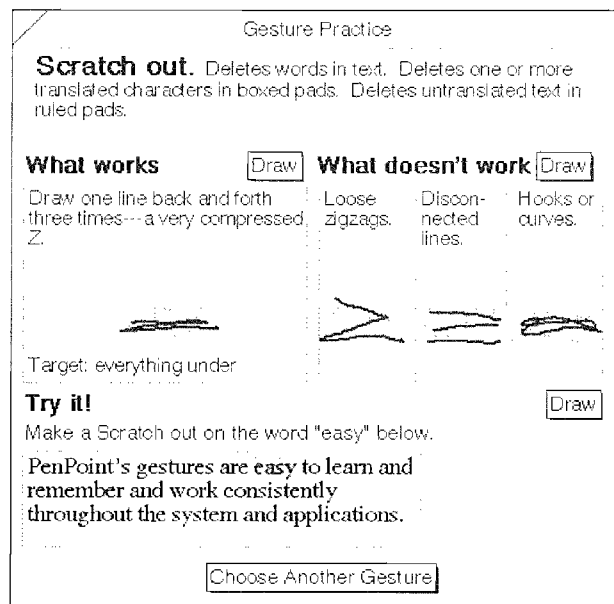 Gesture Practice
Scratch out. Deletes words in text. Deletes one or more
translated characters in boxed pads. Deletes untranslated text in
ruled pads.
What works Draw What doesn't work Draw
Draw one line back and forth
three times---a very compressed
Z.
Loose
zigzags.
Discon-
nected
lines.
Hooks or
curves.
Target: everything under
Try it! Draw
Make a Scratch out on the word "easy" below.
PenPoint's gestures are easy to learn and
remember and work consistently
throughout the system and applications.
Choose Another Gesture